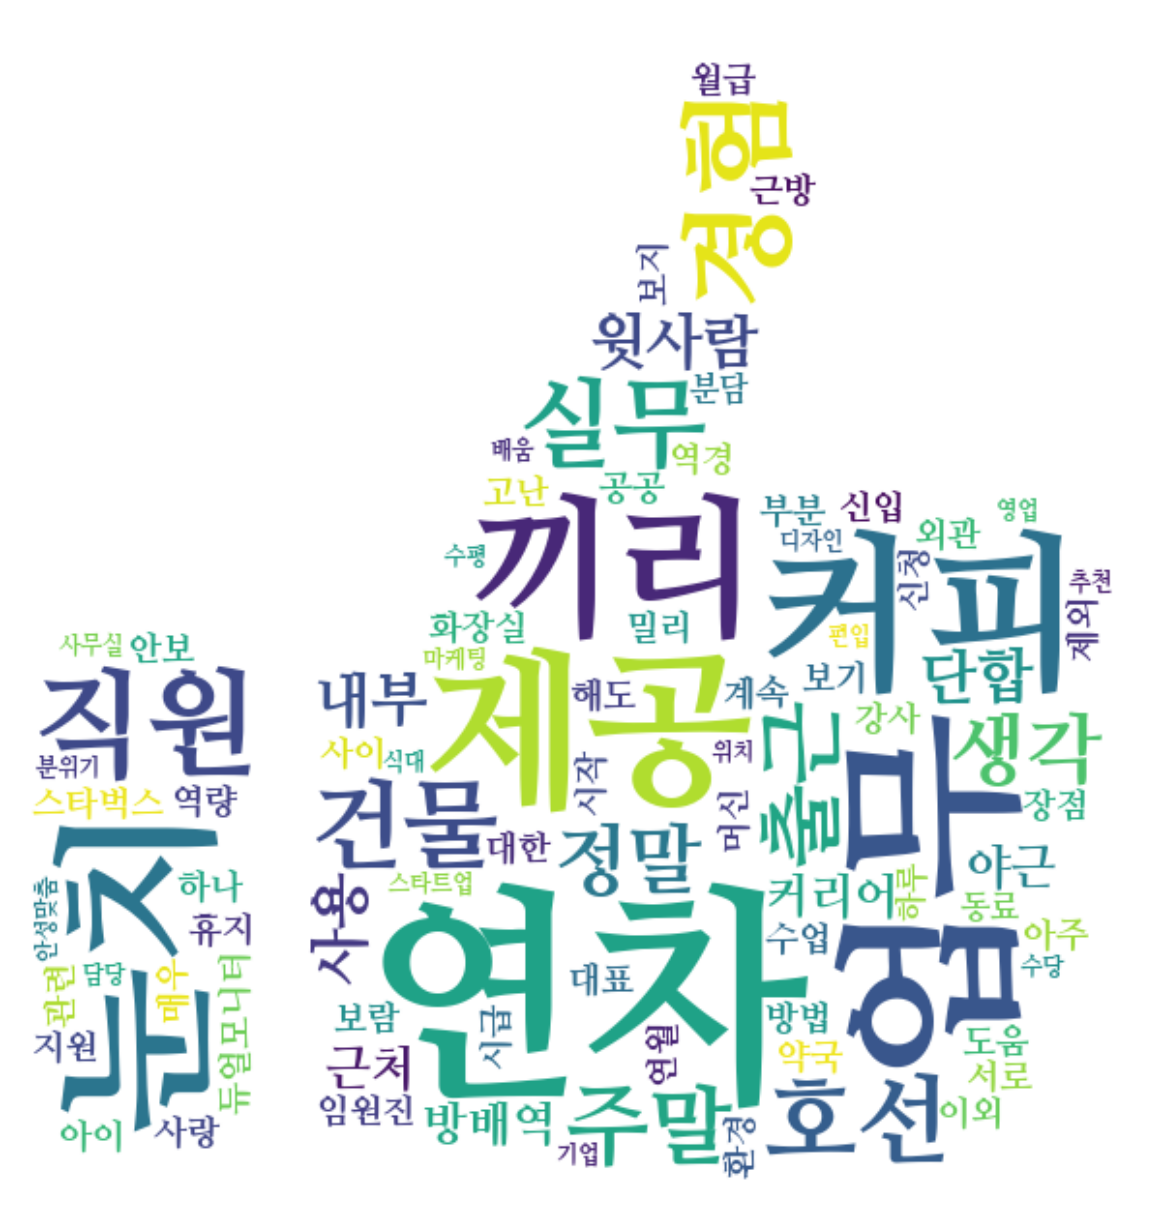 월급
경험
근방
보지
윗사람
실무
분담
배움
역경
고난
공공
끼리
부분
신입
영업
디자인
외관
수평
커피
신청
추천
제외
화장실
밀리
편입
사무실
안보
마케팅
직원
내부
제공
해도
계속
보기
단합
분위기
사이
식대
위치
출근
강사
생각
스타벅스
역량
건물
시작
머신
업무
장점
눈치
대한
정말
야근
안성맞춤
하나
사용
스타트업
커리어
하루
동료
휴지
연차
수업
아주
관련
담당
매우
듀얼모니터
대표
수당
지원
보람
시급
연월
방법
도움
근처
약국
서로
아이
사랑
임원진
방배역
주말
환경
호선
이외
기업